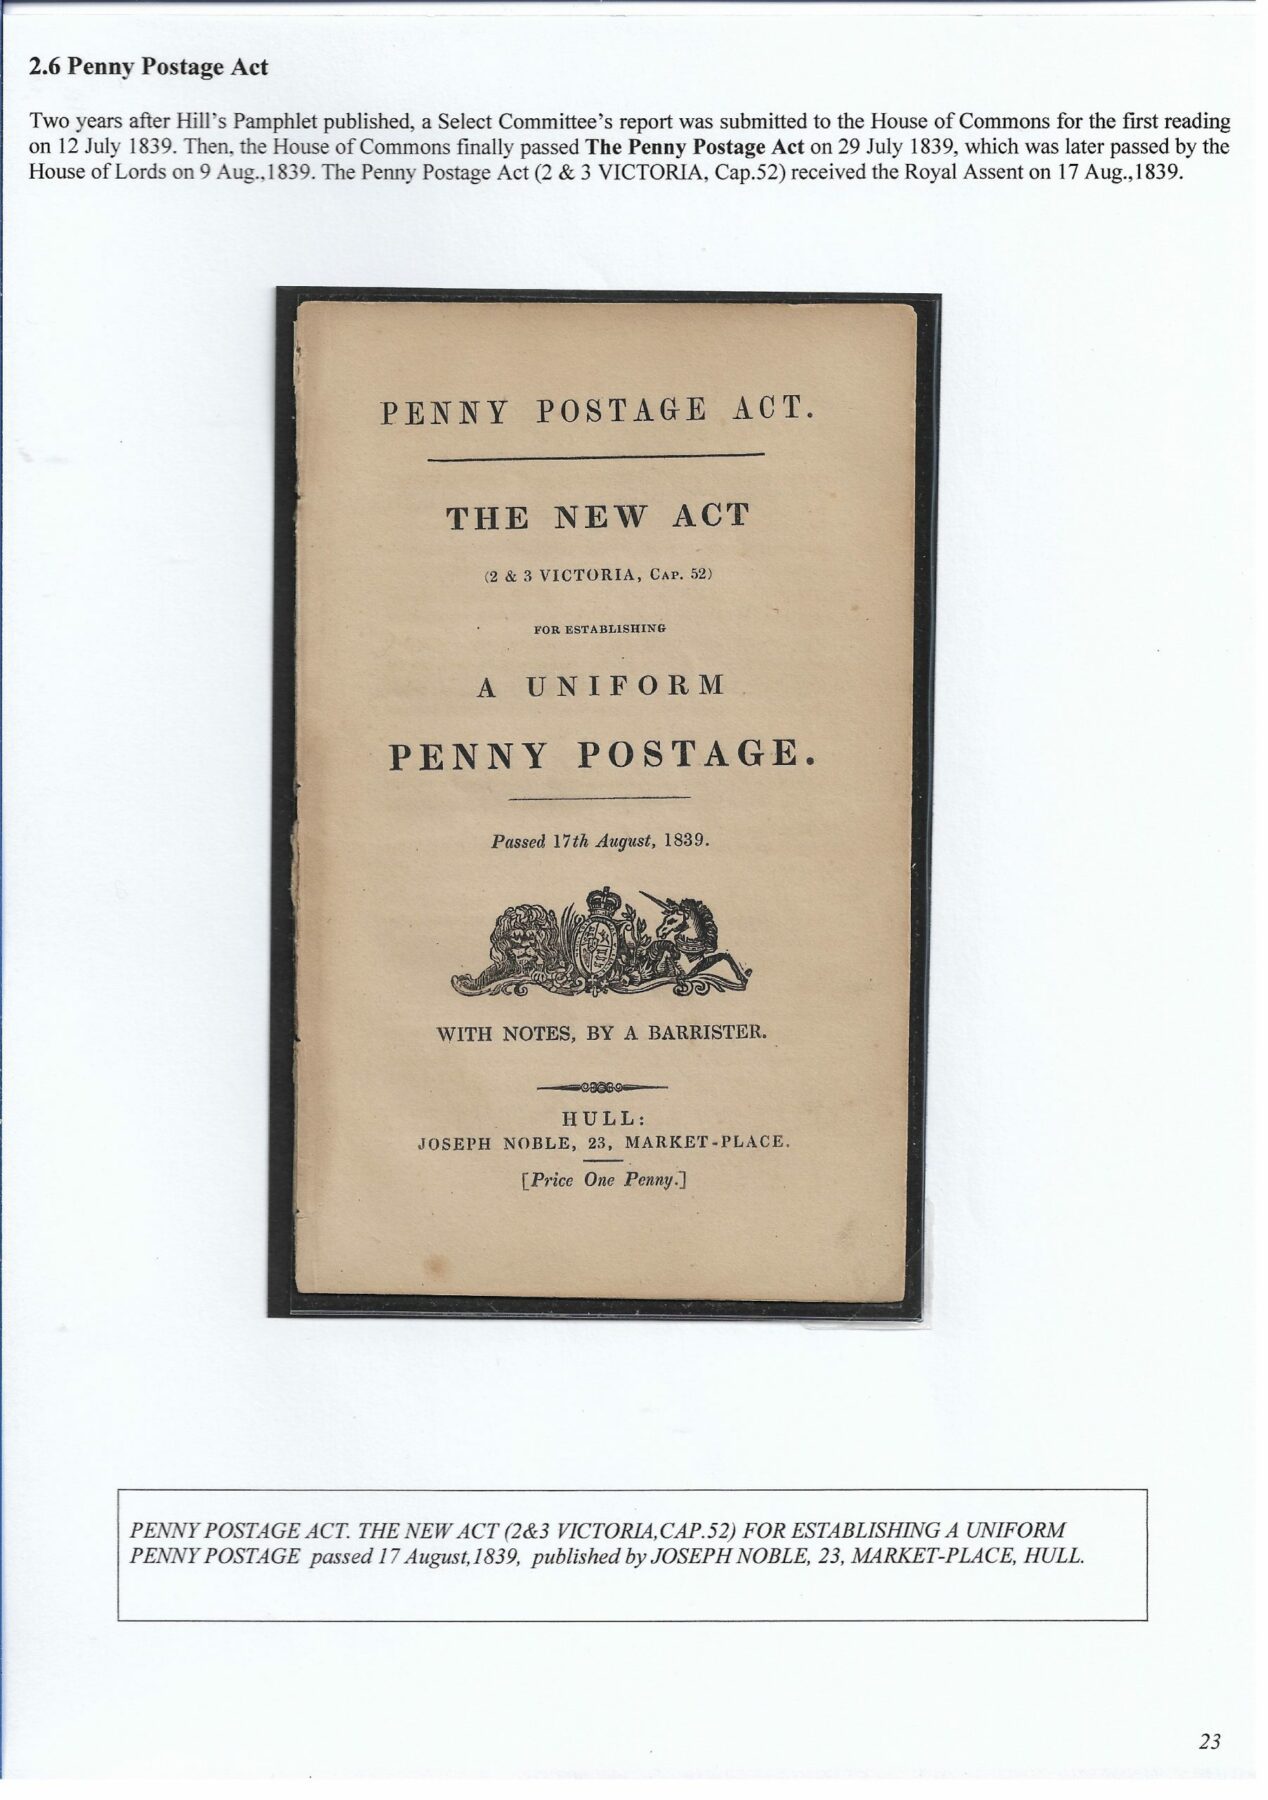 2.6 Penny Postage Act
Two years after Hill's Pamphlet published, a Select Committee's report was submitted to the House of Commons for the first reading
on 12 July 1839. Then, the House of Commons finally passed The Penny Postage Act on 29 July 1839, which was later passed by the
House of Lords on 9 Aug.,1839. The Penny Postage Act (2 & 3 VICTORIA, Cap.52) received the Royal Assent on 17 Aug.,1839.
PENNY POSTAGE ACT.
THE NEW ACT
(2 & 3 VICTORIA, CAP. 52)
FOR ESTABLISHING
A UNIFORM
PENNY POSTAGE.
Passed 17th August, 1839.
WITH NOTES, BY A BARRISTER.
HULL:
JOSEPH NOBLE, 23, MARKET-PLACE.
[Price One Penny.]
PENNY POSTAGE ACT. THE NEW ACT (2&3 VICTORIA,CAP.52) FOR ESTABLISHING A UNIFORM
PENNY POSTAGE passed 17 August,1839, published by JOSEPH NOBLE, 23, MARKET-PLACE, HULL.
23